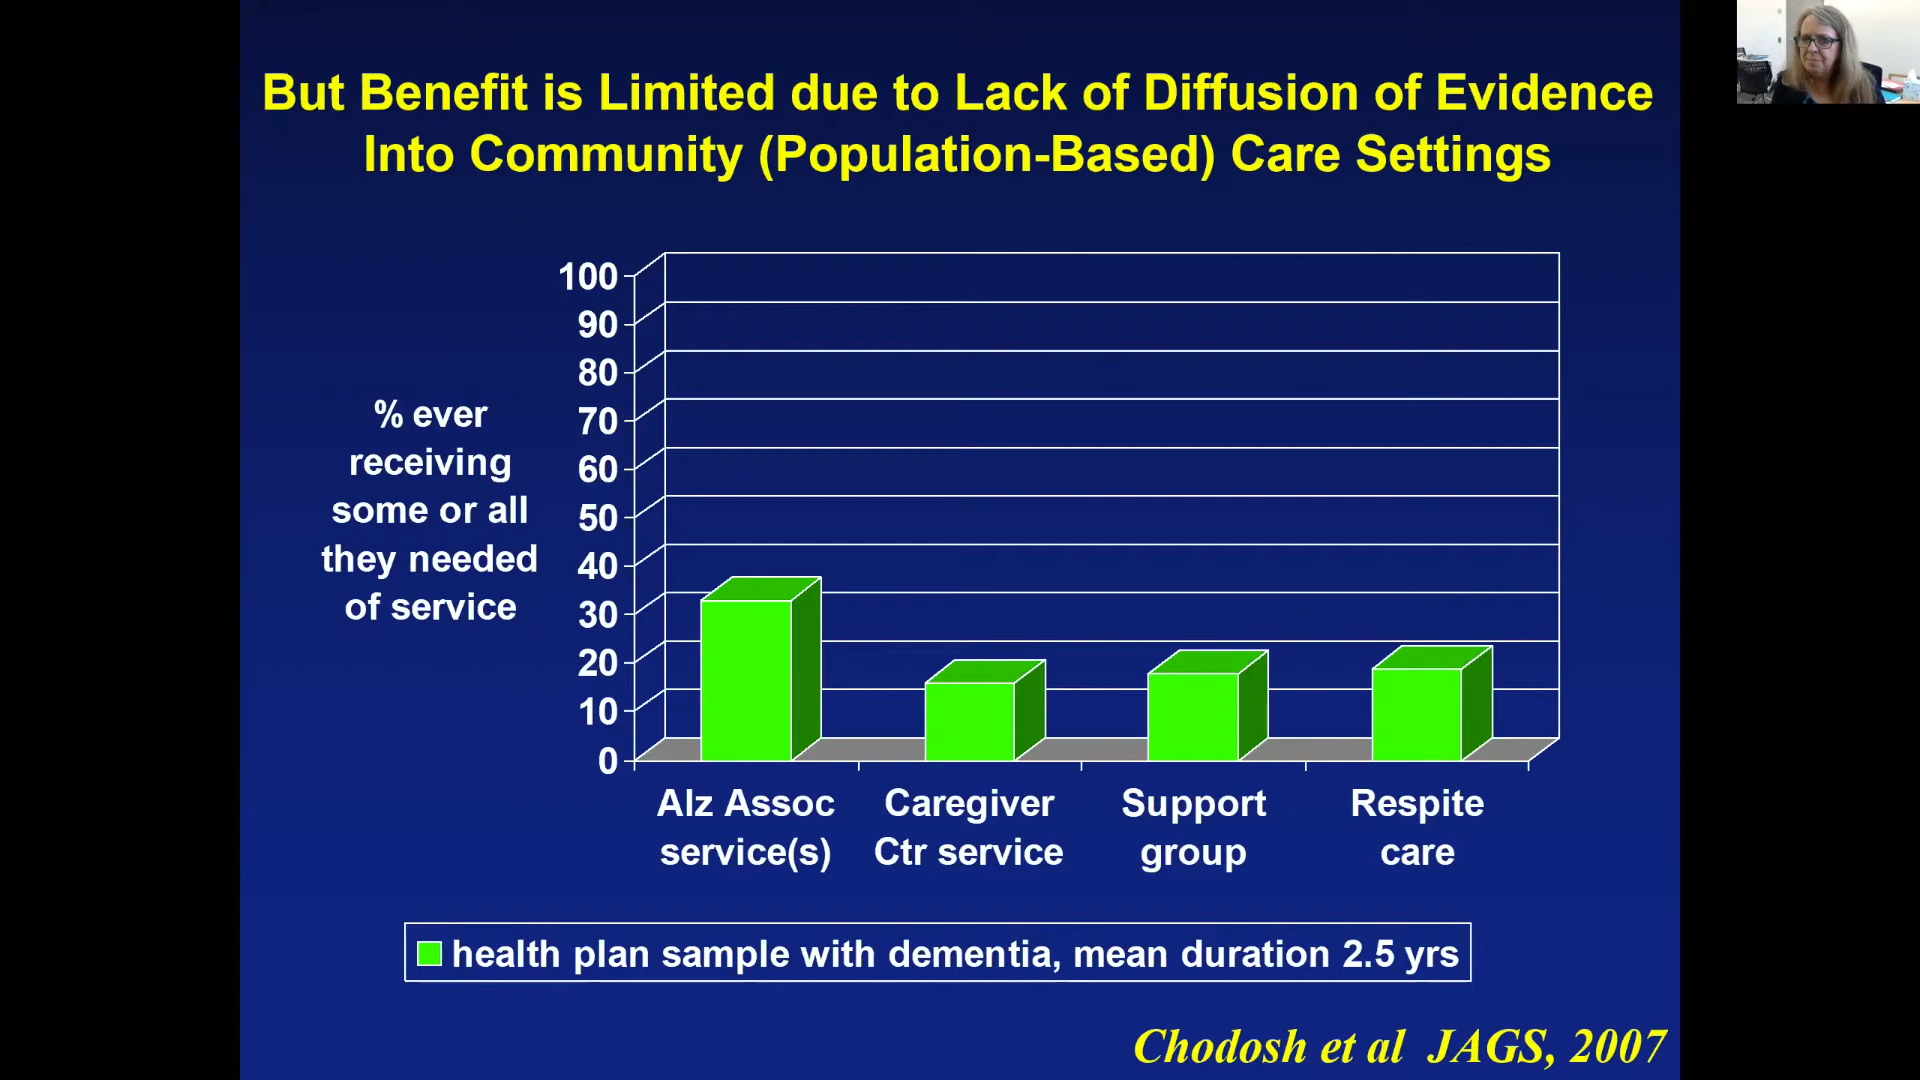 But Benefit is Limited due to Lack of Diffusion of Evidence
Into Community (Population-Based) Care Settings
% ever
receiving
some or all
they needed
of service
100
90
80
70
60
50
40
30
20
10
0
Alz Assoc
service(s)
Caregiver
Ctr service
Support
group
Respite
care
health plan sample with dementia, mean duration 2.5 yrs
Chodosh et al JAGS, 2007